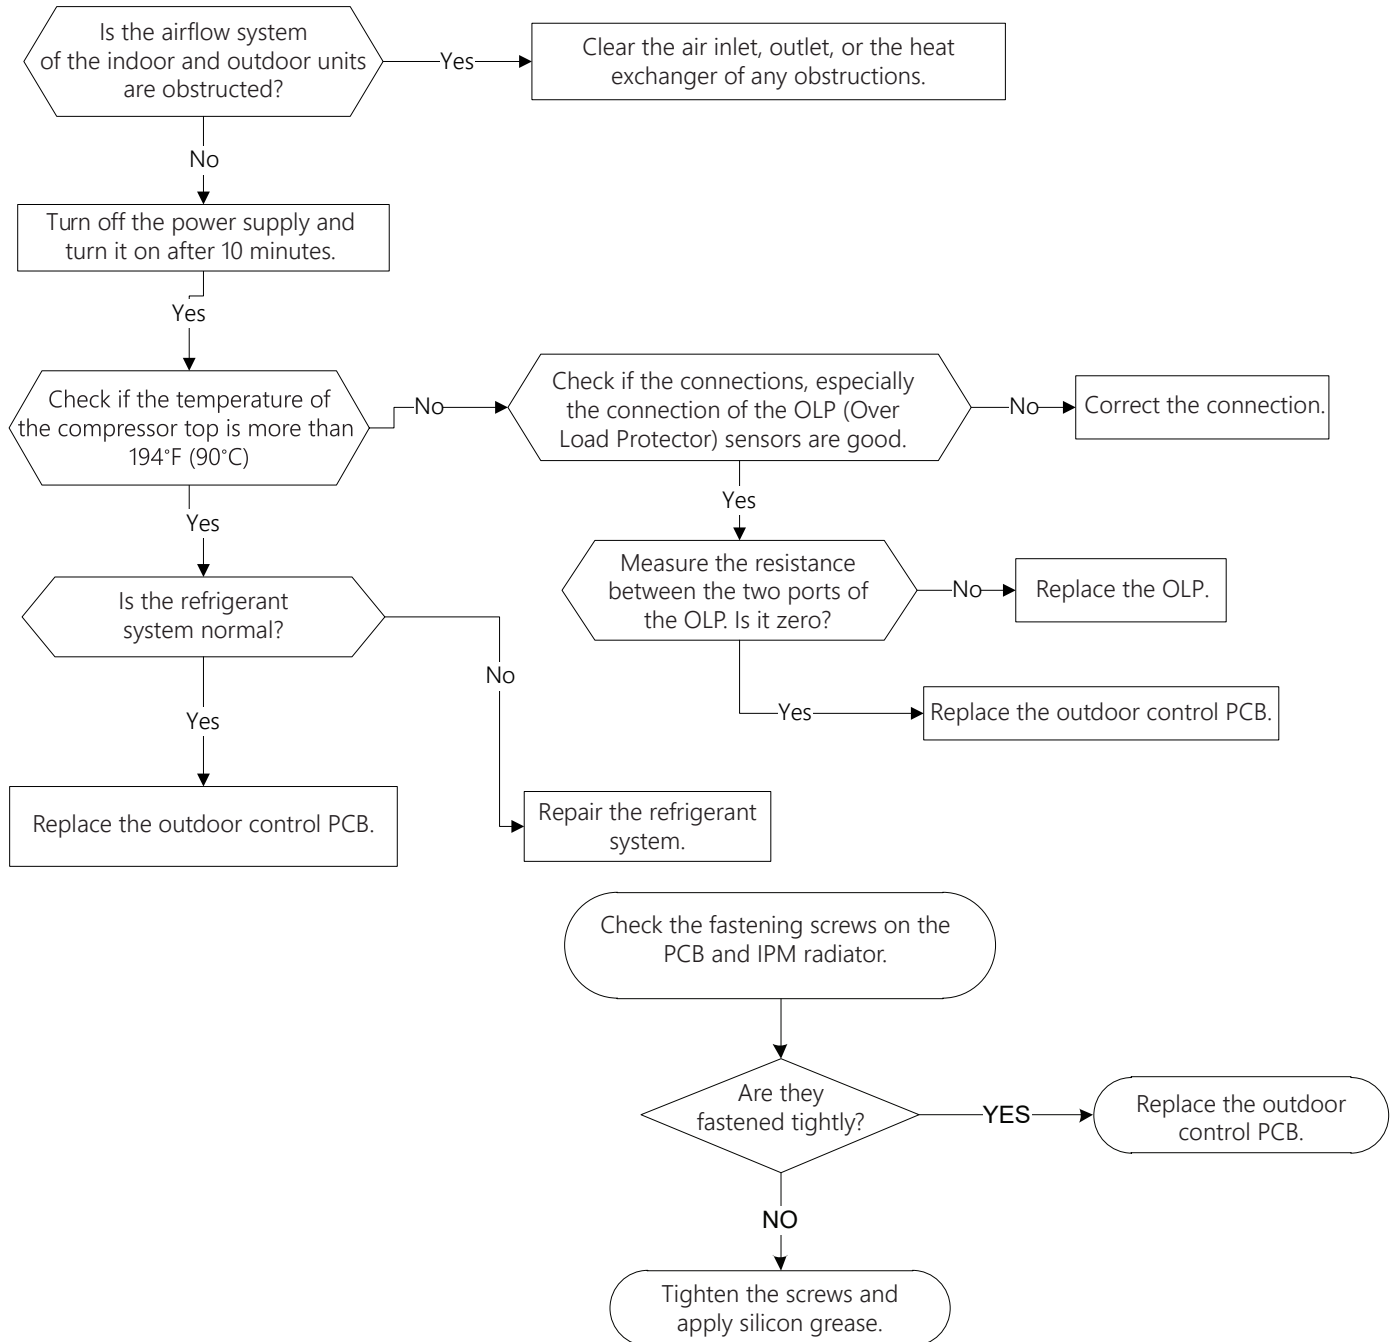 Is the airflow system
of the indoor and outdoor units
are obstructed?
Yes
Clear the air inlet, outlet, or the heat
exchanger of any obstructions.
No
Turn off the power supply and
turn it on after 10 minutes.
Yes
Check if the temperature of
the compressor top is more than
194°F (90°C)
No
Check if the connections, especially
the connection of the OLP (Over
Load Protector) sensors are good.
No
Correct the connection.
Yes
Yes
Measure the resistance
between the two ports of
the OLP. Is it zero?
No
Replace the OLP.
Is the refrigerant
system normal?
No
Yes
Replace the outdoor control PCB.
Yes
Replace the outdoor control PCB.
Repair the refrigerant
system.
Check the fastening screws on the
PCB and IPM radiator.
Are they
fastened tightly?
YES
Replace the outdoor
control PCB.
NO
Tighten the screws and
apply silicon grease.